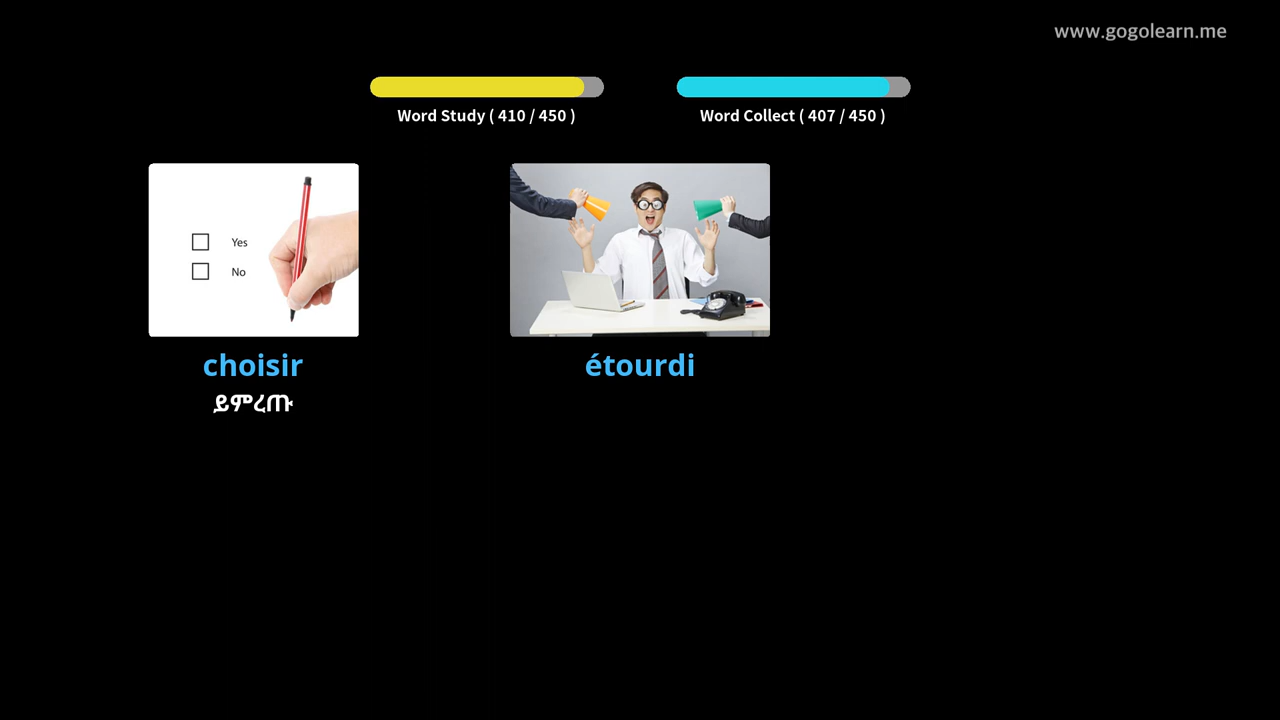 www.gogolearn.me
Word Study ( 410 / 450 )
Word Collect ( 407 / 450 )
Yes
No
choisir
ይምረጡ
étourdi